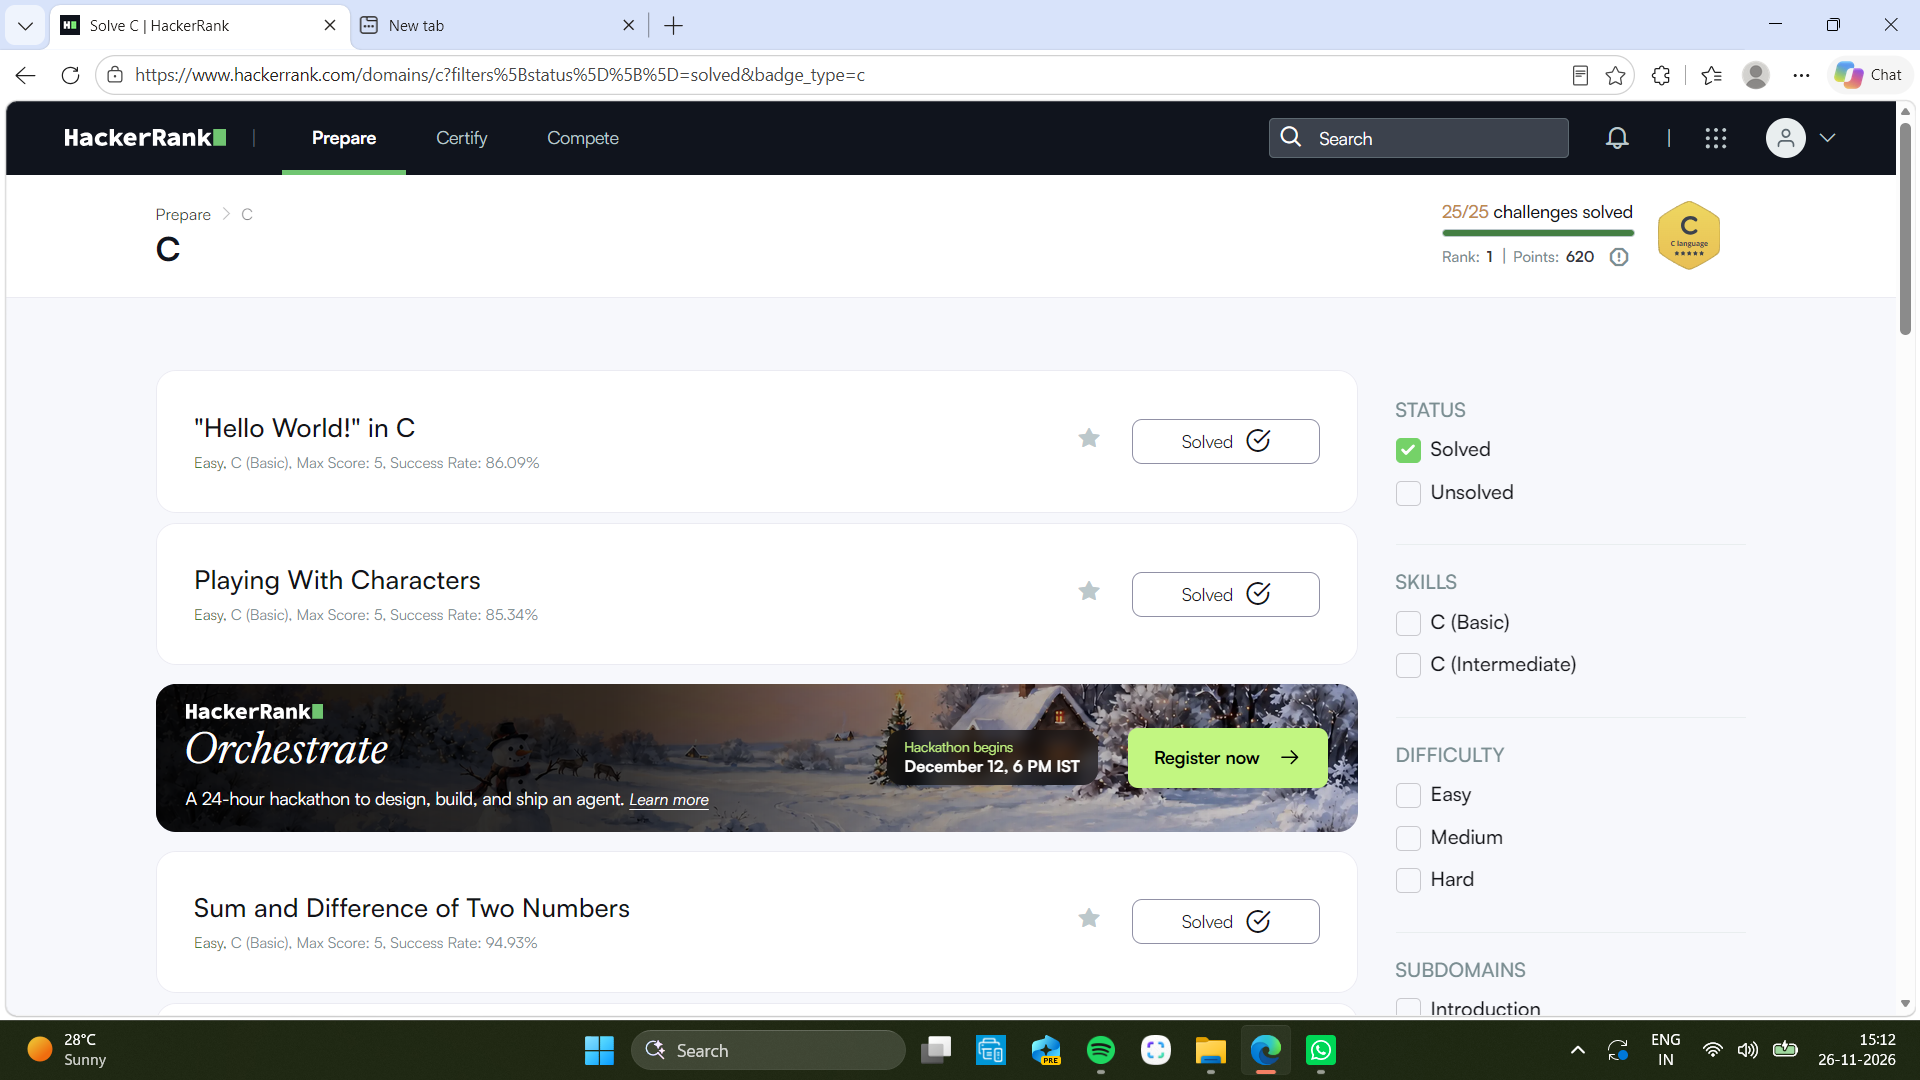 Solve C | HackerRank
New tab
https://www.hackerrank.com/domains/c?filters%5Bstatus%5D%5B%5D=solved&badge_type=c
Chat
HackerRank
Prepare
Certify
Compete
Search
Prepare > C
C
25/25 challenges solved
Rank: 1 | Points: 620
C
C language
"Hello World!" in C
Easy, C (Basic), Max Score: 5, Success Rate: 86.09%
Solved
Playing With Characters
Easy, C (Basic), Max Score: 5, Success Rate: 85.34%
Solved
HackerRank
Orchestrate
A 24-hour hackathon to design, build, and ship an agent. Learn more
Hackathon begins
December 12, 6 PM IST
Register now
Sum and Difference of Two Numbers
Easy, C (Basic), Max Score: 5, Success Rate: 94.93%
Solved
STATUS
Solved
Unsolved
SKILLS
C (Basic)
C (Intermediate)
DIFFICULTY
Easy
Medium
Hard
SUBDOMAINS
Introduction
28°C
Sunny
Search
PRE
ENG
IN
15:12
26-11-2026